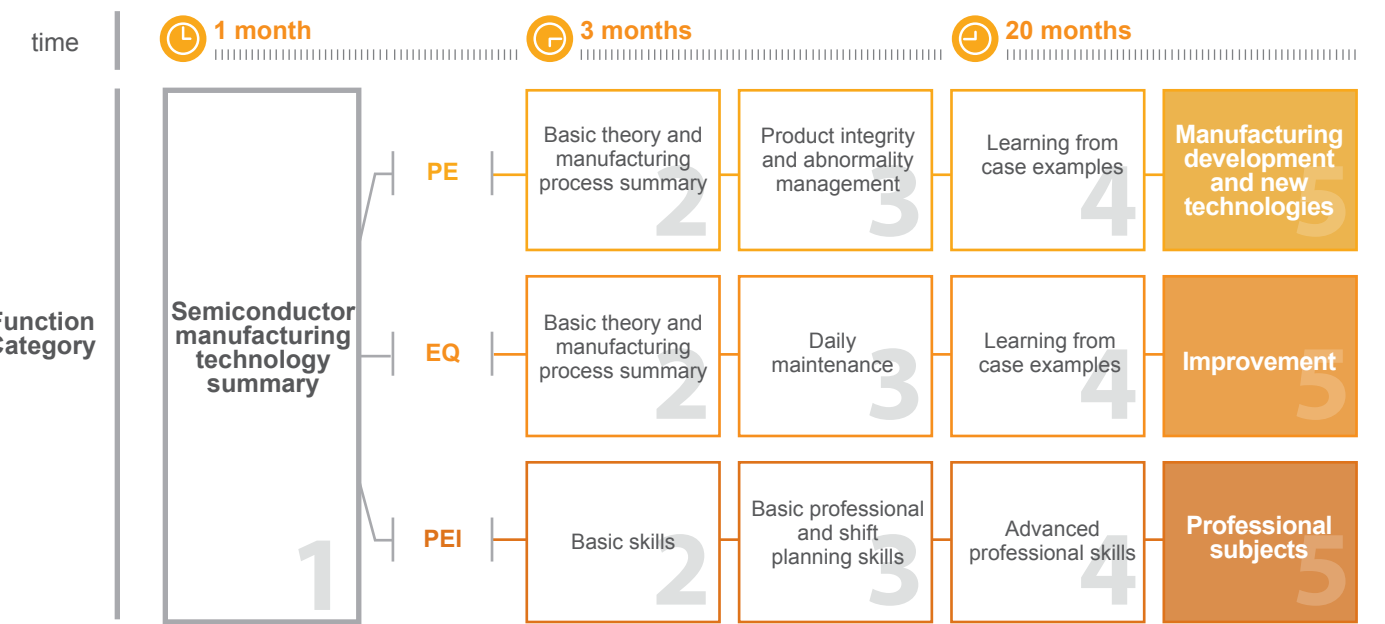 time
1 month
3 months
20 months
Function
Category
Semiconductor
manufacturing
technology
summary
1
PE
Basic theory and
manufacturing
process summary
2
Product integrity
and abnormality
management
3
Learning from
case examples
4
Manufacturing
development
and new
technologies
5
EQ
Basic theory and
manufacturing
process summary
2
Daily
maintenance
3
Learning from
case examples
4
Improvement
5
PEI
Basic skills
2
Basic professional
and shift
planning skills
3
Advanced
professional skills
4
Professional
subjects
5